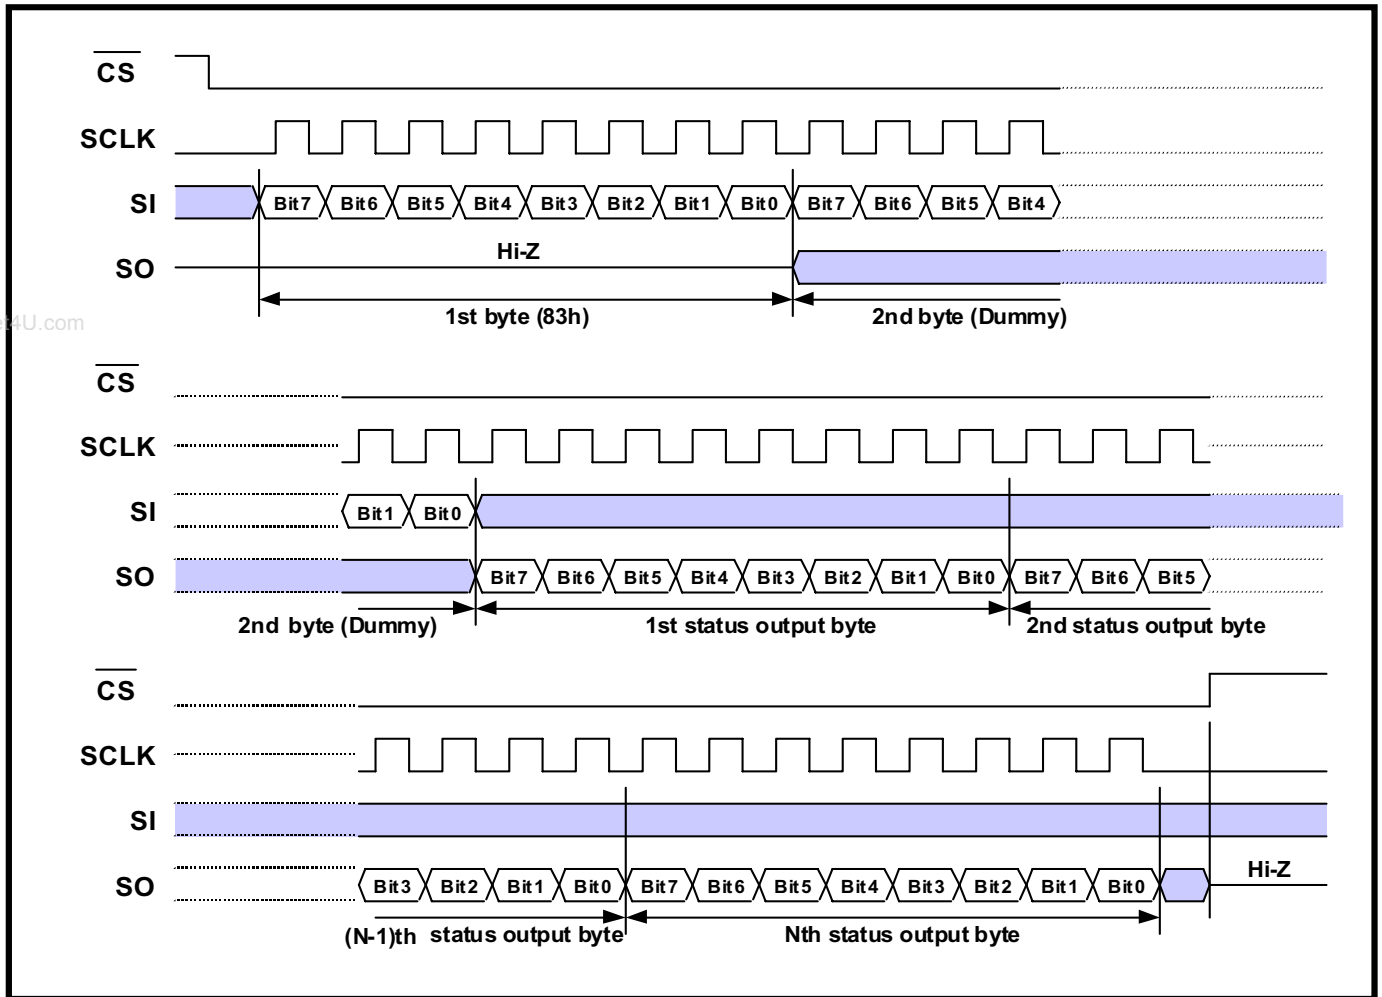 CS
SCLK
SI Bit7 Bit6 Bit5 Bit4 Bit3 Bit2 Bit1 Bit0 Bit7 Bit6 Bit5 Bit4
Hi-Z
SO
1st byte (83h) 2nd byte (Dummy)
t4U.com
CS
SCLK
SI Bit1 Bit0
SO Bit7 Bit6 Bit5 Bit4 Bit3 Bit2 Bit1 Bit0 Bit7 Bit6 Bit5
2nd byte (Dummy) 1st status output byte 2nd status output byte
CS
SCLK
SI
SO Bit3 Bit2 Bit1 Bit0 Bit7 Bit6 Bit5 Bit4 Bit3 Bit2 Bit1 Bit0 Hi-Z
(N-1)th status output byte Nth status output byte